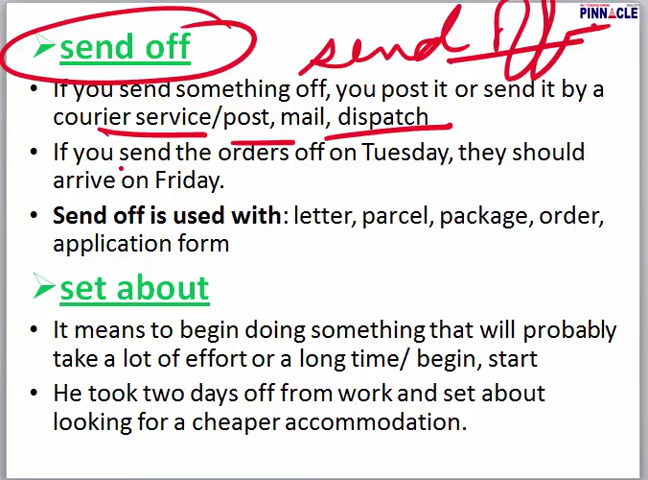 PINNACLE
send off
send off
If you send something off, you post it or send it by a
courier service/post, mail, dispatch
If you send the orders off on Tuesday, they should
arrive on Friday.
Send off is used with: letter, parcel, package, order,
application form
set about
It means to begin doing something that will probably
take a lot of effort or a long time/ begin, start
He took two days off from work and set about
looking for a cheaper accommodation.